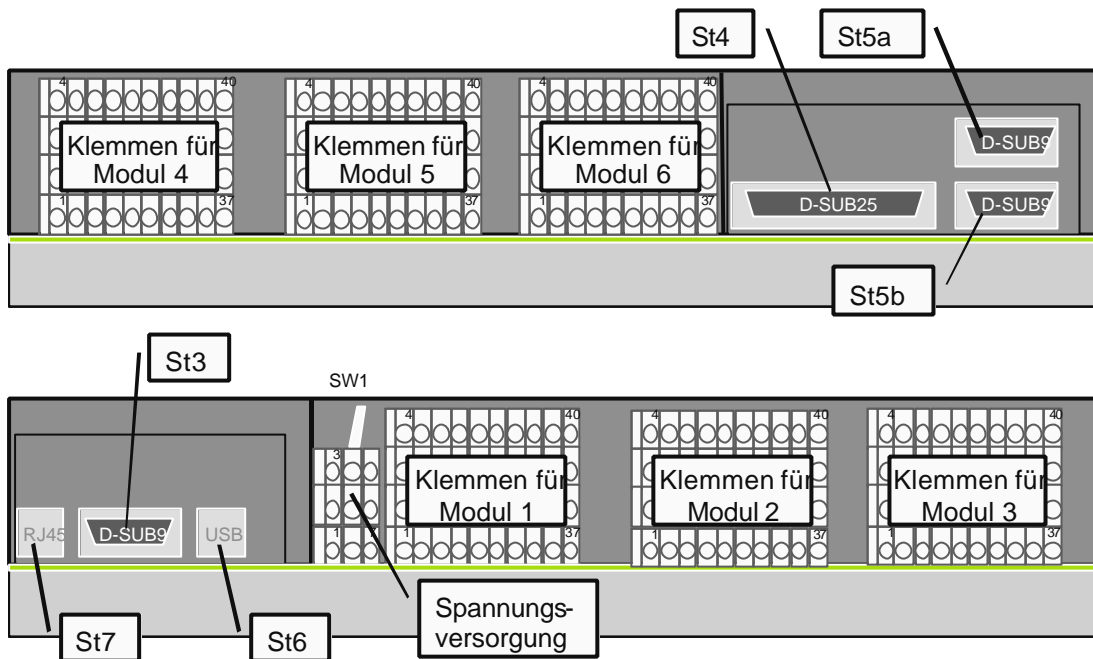 St4
St5a
4 40
4 40
4 40
Klemmen für
Modul 4
Klemmen für
Modul 5
Klemmen für
Modul 6
D-SUB9
D-SUB25
D-SUB9
1 37
1 37
1 37
St5b
St3
SW1
4 40
4 40
4 40
3
Klemmen für
Modul 1
Klemmen für
Modul 2
Klemmen für
Modul 3
RJ45
D-SUB9
USB
1 7
1 37
1 37
1 37
St7
St6
Spannungs-
versorgung